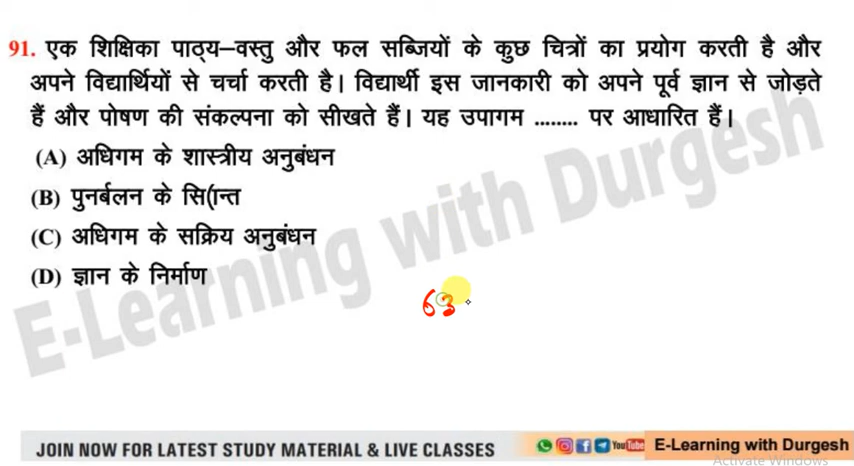 91. एक शिक्षिका पाठ्य–वस्तु और फल सब्जियों के कुछ चित्रों का प्रयोग करती है और
अपने विद्यार्थियों से चर्चा करती है। विद्यार्थी इस जानकारी को अपने पूर्व ज्ञान से जोड़ते
हैं और पोषण की संकल्पना को सीखते हैं। यह उपागम ........ पर आधारित हैं।
(A) अधिगम के शास्त्रीय अनुबंधन
(B) पुनर्बलन के सि(ान्त
(C) अधिगम के सक्रिय अनुबंधन
(D) ज्ञान के निर्माण
63
E-Learning with Durgesh
JOIN NOW FOR LATEST STUDY MATERIAL & LIVE CLASSES YouTube E-Learning with Durgesh
Activate Windows